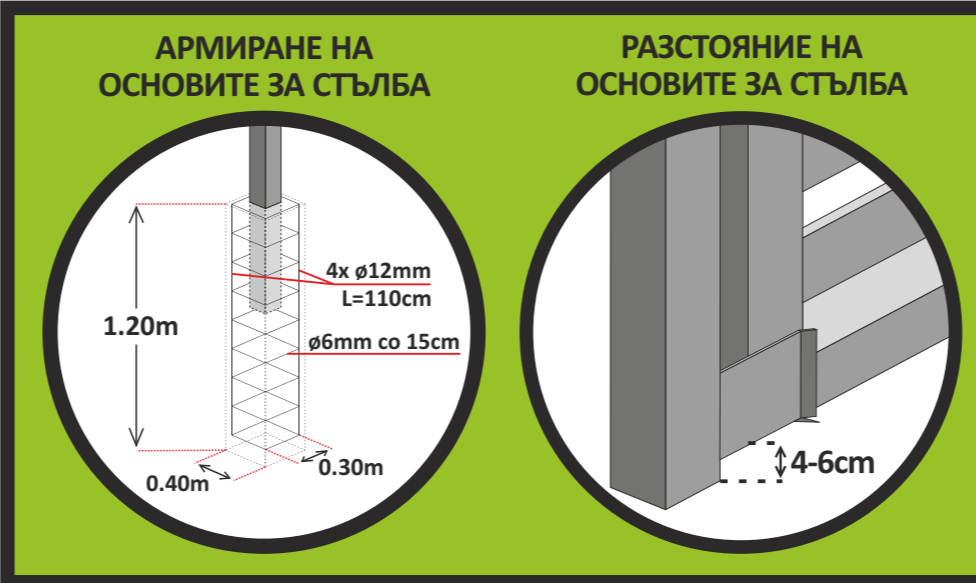 АРМИРАНЕ НА
ОСНОВИТЕ ЗА СТЪЛБА
1.20m
4x ø12mm
L=110cm
ø6mm co 15cm
0.40m
0.30m
РАЗСТОЯНИЕ НА
ОСНОВИТЕ ЗА СТЪЛБА
4-6cm